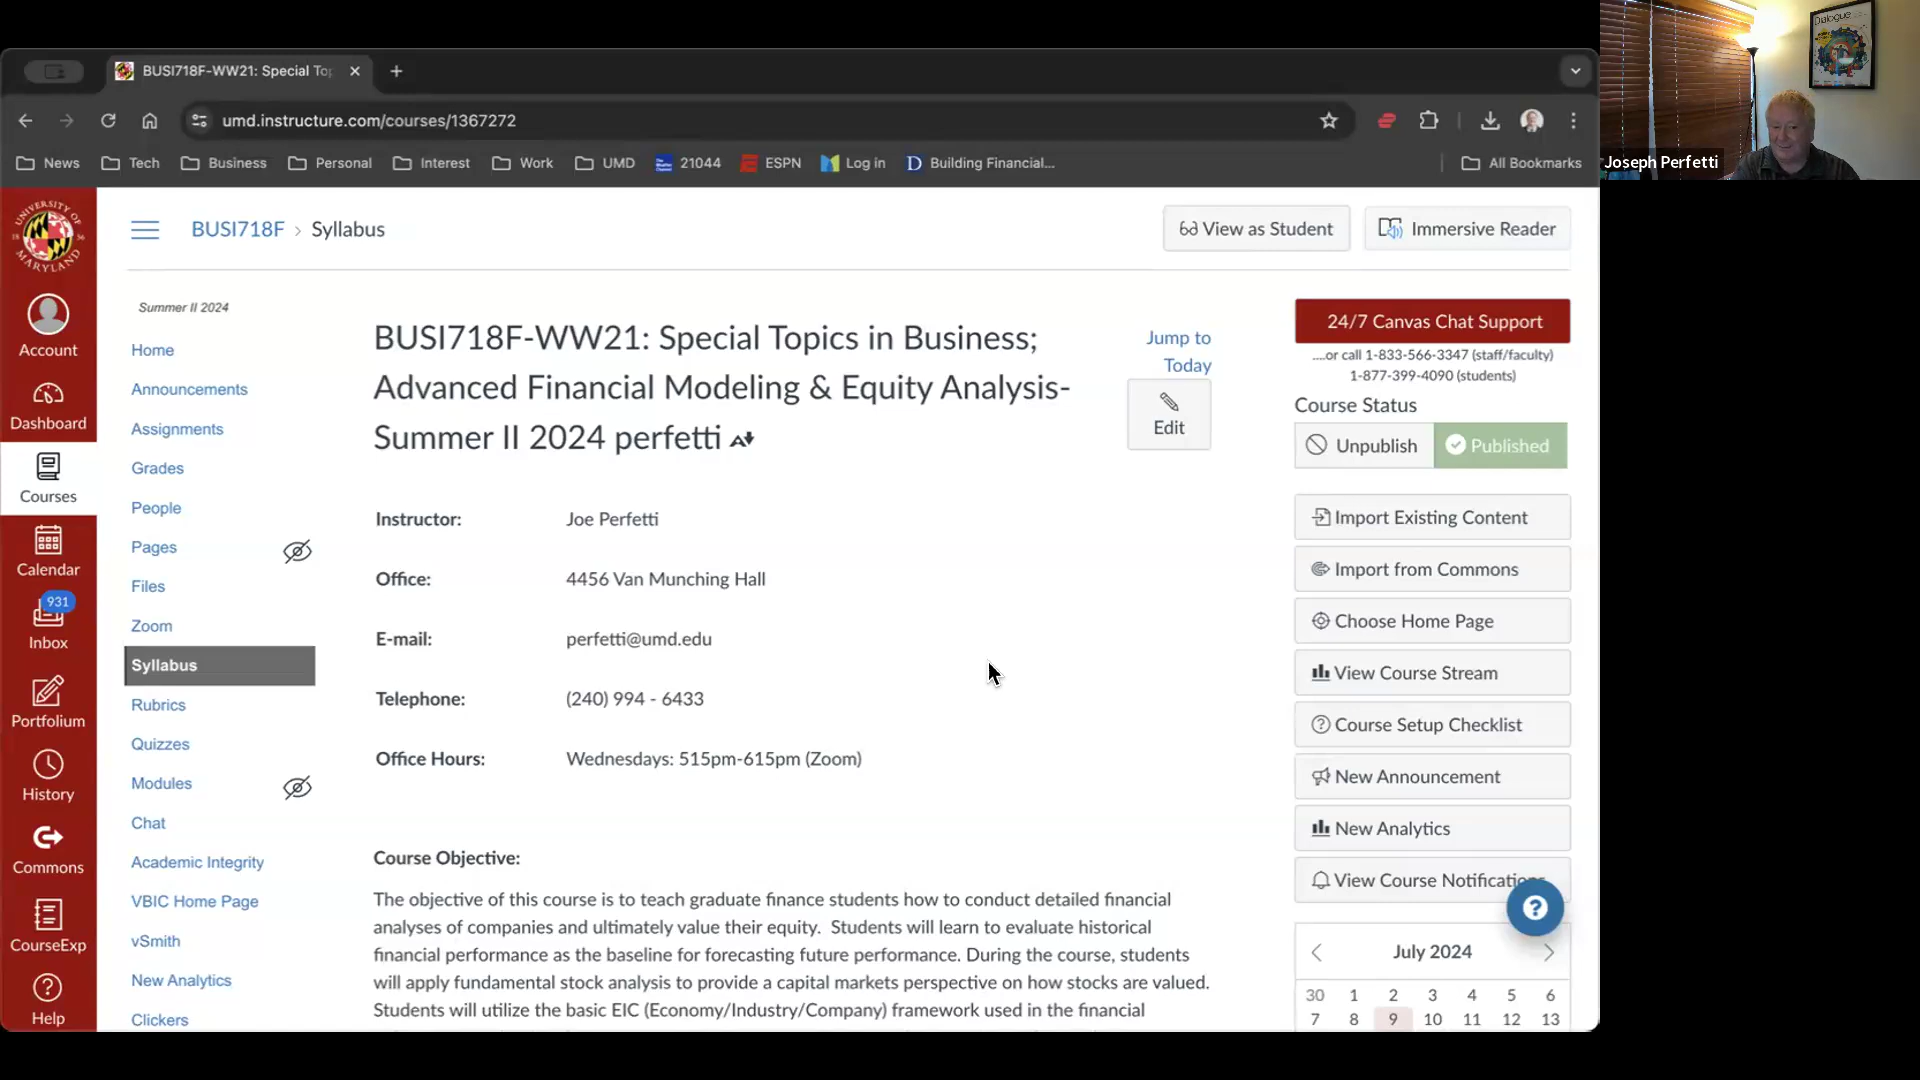 BUSI718F-WW21: Special Top
umd.instructure.com/courses/1367272
News
Tech
Business
Personal
Interest
Work
UMD
21044
ESPN
Log in
Building Financial...
All Bookmarks
Dialogue
Joseph Perfetti
UNIVERSITY OF
18 56
MARYLAND
Account
Dashboard
Courses
Calendar
931
Inbox
Portfolium
History
Commons
CourseExp
Help
BUSI718F › Syllabus
View as Student
Immersive Reader
Summer II 2024
Home
Announcements
Assignments
Grades
People
Pages
Files
Zoom
Syllabus
Rubrics
Quizzes
Modules
Chat
Academic Integrity
VBIC Home Page
vSmith
New Analytics
Clickers
BUSI718F-WW21: Special Topics in Business;
Advanced Financial Modeling & Equity Analysis-
Summer II 2024 perfetti
Jump to
Today
Edit
Instructor: Joe Perfetti
Office: 4456 Van Munching Hall
E-mail: perfetti@umd.edu
Telephone: (240) 994 - 6433
Office Hours: Wednesdays: 515pm-615pm (Zoom)
Course Objective:
The objective of this course is to teach graduate finance students how to conduct detailed financial
analyses of companies and ultimately value their equity.  Students will learn to evaluate historical
financial performance as the baseline for forecasting future performance. During the course, students
will apply fundamental stock analysis to provide a capital markets perspective on how stocks are valued.
Students will utilize the basic EIC (Economy/Industry/Company) framework used in the financial
24/7 Canvas Chat Support
....or call 1-833-566-3347 (staff/faculty)
1-877-399-4090 (students)
Course Status
Unpublish
Published
Import Existing Content
Import from Commons
Choose Home Page
View Course Stream
Course Setup Checklist
New Announcement
New Analytics
View Course Notifications
July 2024
30 1 2 3 4 5 6
7 8 9 10 11 12 13